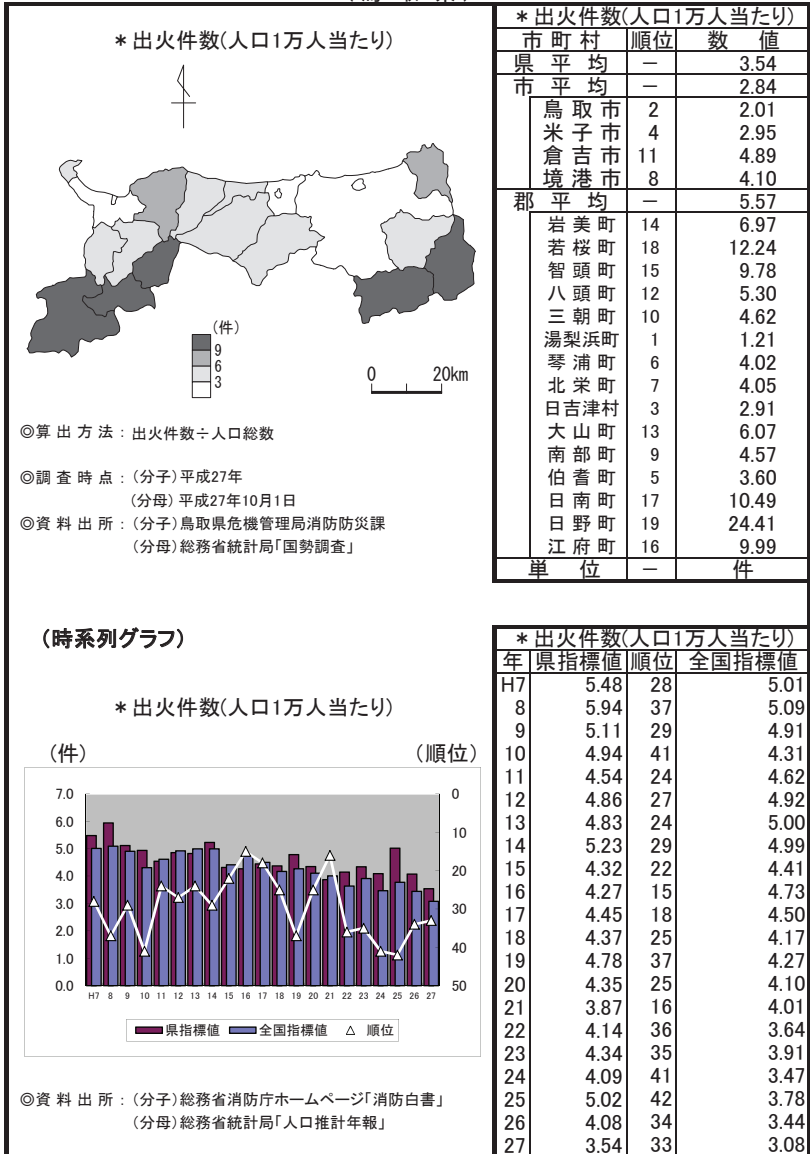 ＊出火件数(人口1万人当たり)
(件)
9
6
3
0 20km
◎算出方法：出火件数÷人口総数
◎調査時点：(分子)平成27年
(分母)平成27年10月1日
◎資料出所：(分子)鳥取県危機管理局消防防災課
(分母)総務省統計局「国勢調査」
＊出火件数(人口1万人当たり)
市町村 順位 数値
県平均 － 3.54
市平均 － 2.84
鳥取市 2 2.01
米子市 4 2.95
倉吉市 11 4.89
境港市 8 4.10
郡平均 － 5.57
岩美町 14 6.97
若桜町 18 12.24
智頭町 15 9.78
八頭町 12 5.30
三朝町 10 4.62
湯梨浜町 1 1.21
琴浦町 6 4.02
北栄町 7 4.05
日吉津村 3 2.91
大山町 13 6.07
南部町 9 4.57
伯耆町 5 3.60
日南町 17 10.49
日野町 19 24.41
江府町 16 9.99
単位 － 件
(時系列グラフ)
＊出火件数(人口1万人当たり)
(件) (順位)
7.0 0
6.0 10
5.0 20
4.0
3.0 30
2.0 40
1.0
0.0 50
H7 8 9 10 11 12 13 14 15 16 17 18 19 20 21 22 23 24 25 26 27
県指標値 全国指標値 順位
◎資料出所：(分子)総務省消防庁ホームページ「消防白書」
(分母)総務省統計局「人口推計年報」
＊出火件数(人口1万人当たり)
年 県指標値 順位 全国指標値
H7 5.48 28 5.01
8 5.94 37 5.09
9 5.11 29 4.91
10 4.94 41 4.31
11 4.54 24 4.62
12 4.86 27 4.92
13 4.83 24 5.00
14 5.23 29 4.99
15 4.32 22 4.41
16 4.27 15 4.73
17 4.45 18 4.50
18 4.37 25 4.17
19 4.78 37 4.27
20 4.35 25 4.10
21 3.87 16 4.01
22 4.14 36 3.64
23 4.34 35 3.91
24 4.09 41 3.47
25 5.02 42 3.78
26 4.08 34 3.44
27 3.54 33 3.08